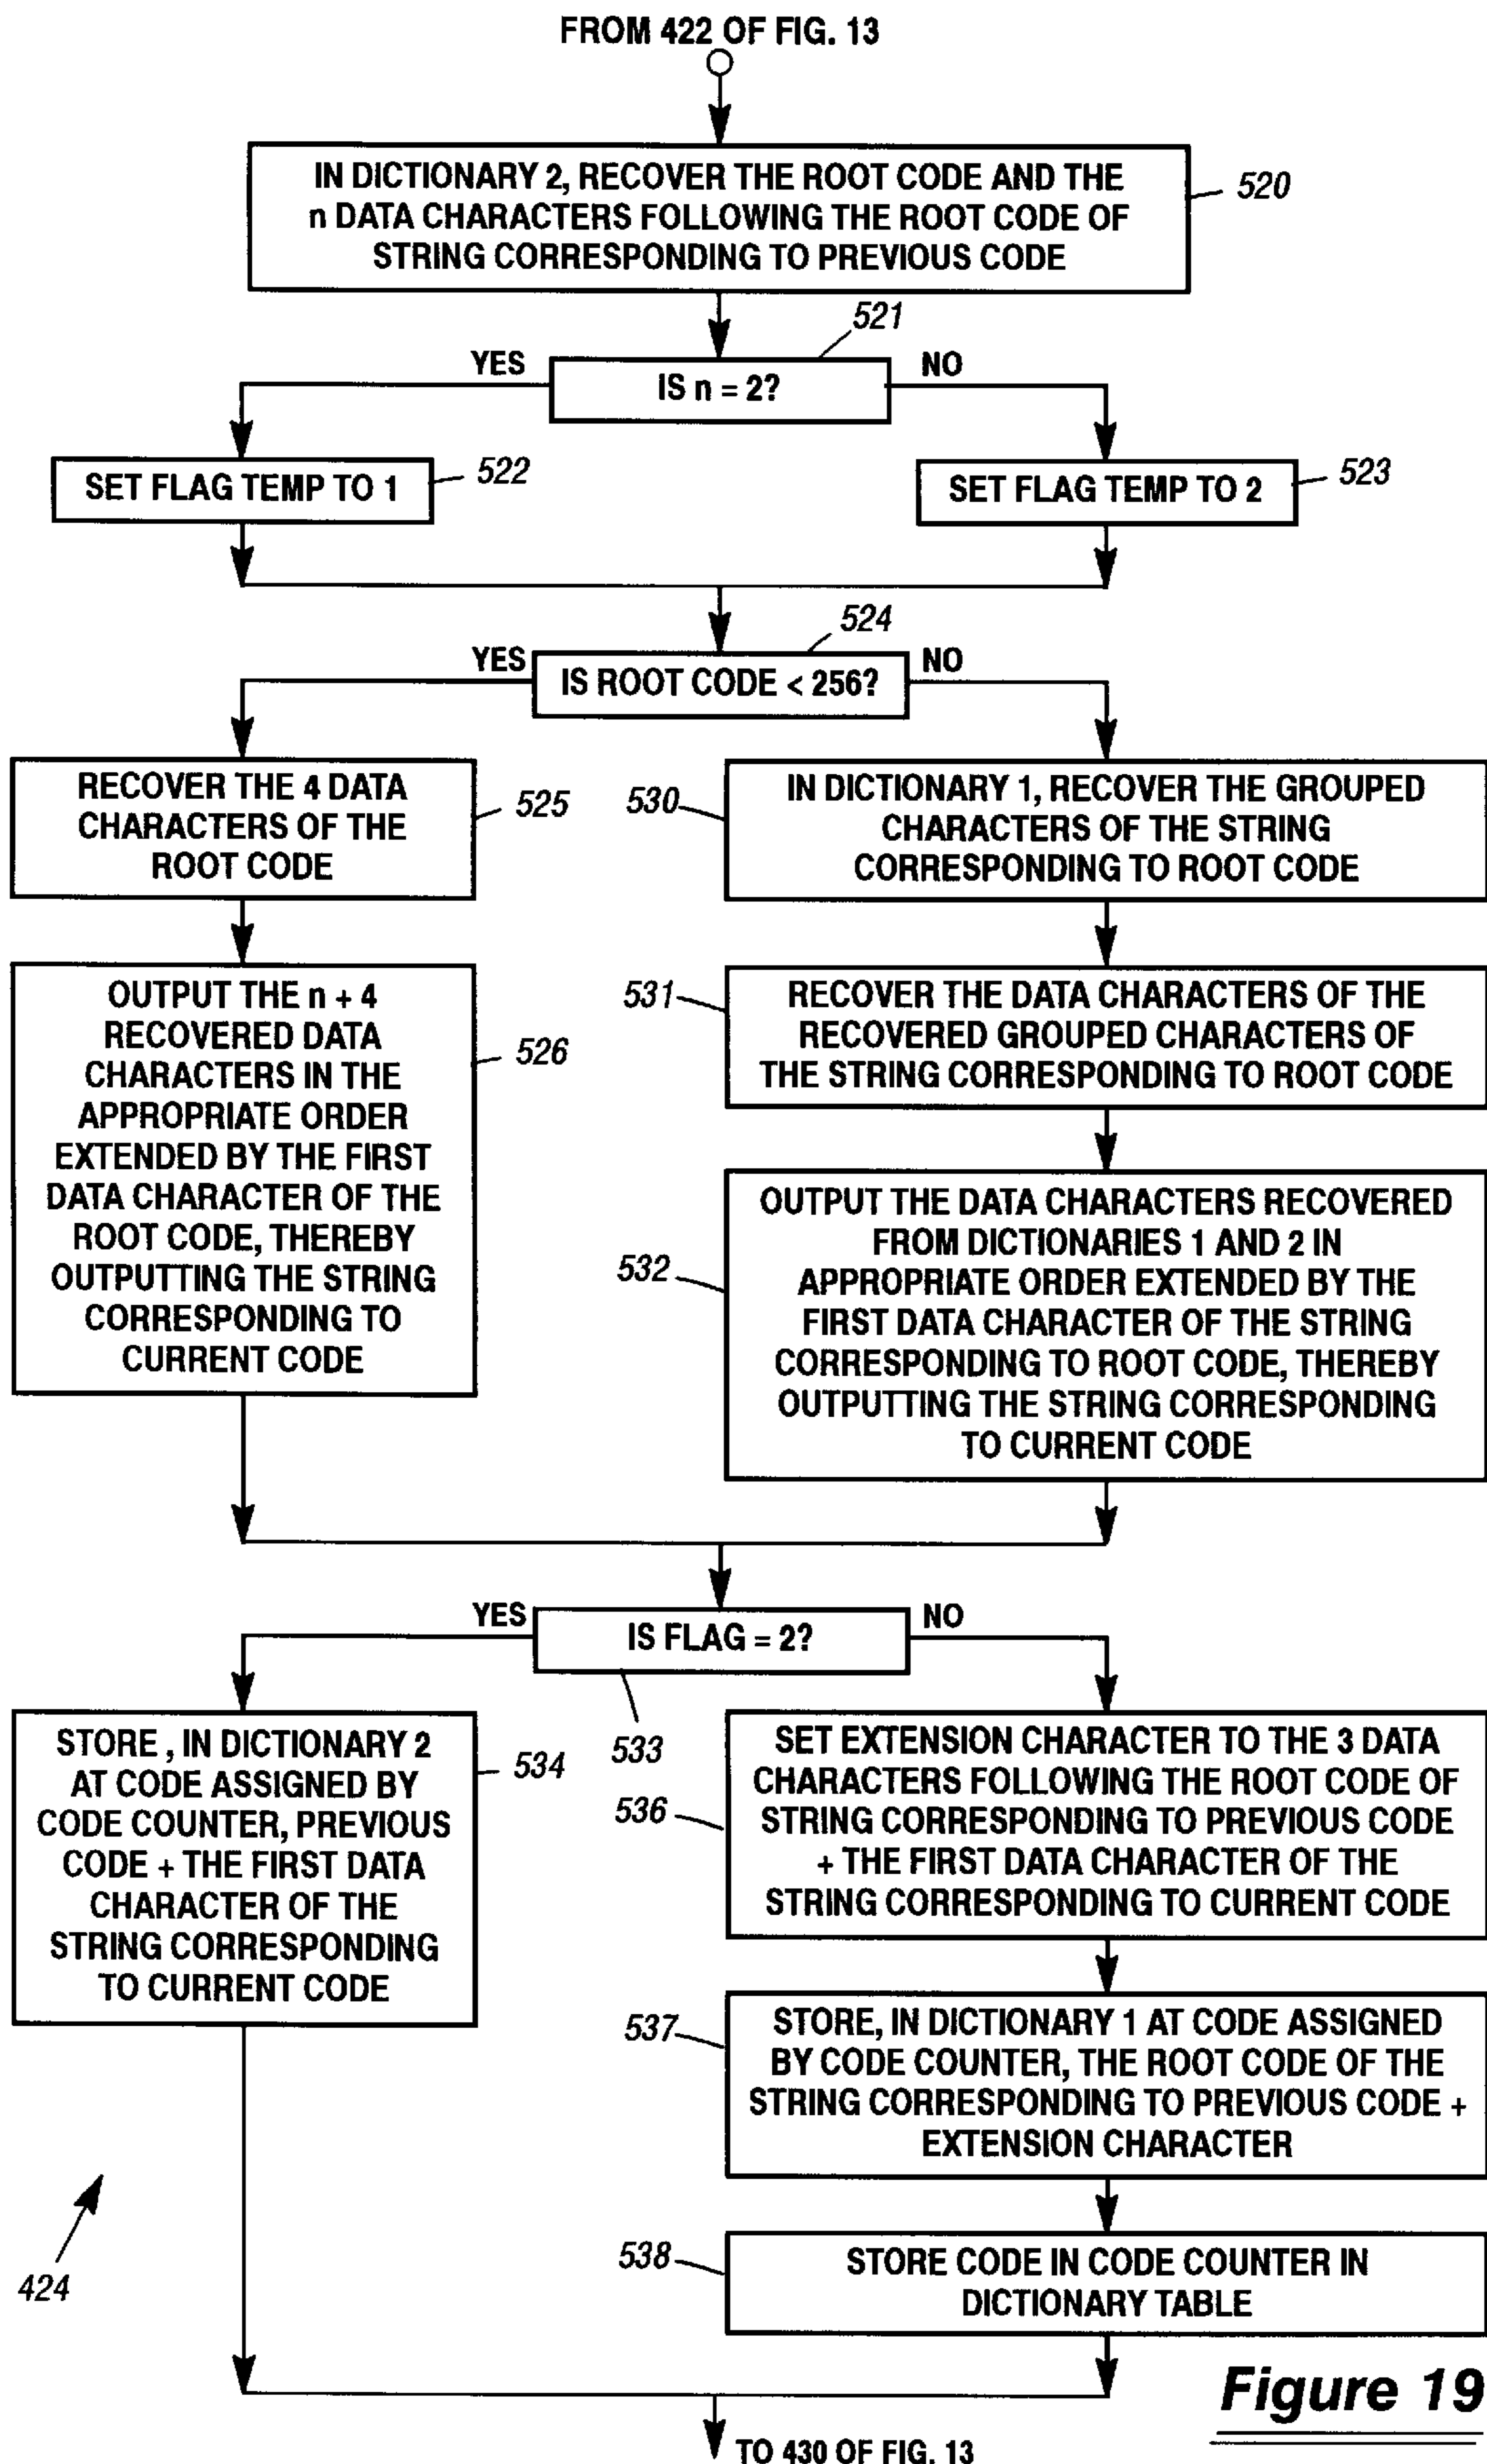 FROM 422 OF FIG. 13
IN DICTIONARY 2, RECOVER THE ROOT CODE AND THE
n DATA CHARACTERS FOLLOWING THE ROOT CODE OF
STRING CORRESPONDING TO PREVIOUS CODE
520
521
YES
IS n = 2?
NO
SET FLAG TEMP TO 1
522
SET FLAG TEMP TO 2
523
524
YES
IS ROOT CODE < 256?
NO
RECOVER THE 4 DATA
CHARACTERS OF THE
ROOT CODE
525
530
IN DICTIONARY 1, RECOVER THE GROUPED
CHARACTERS OF THE STRING
CORRESPONDING TO ROOT CODE
OUTPUT THE n + 4
RECOVERED DATA
CHARACTERS IN THE
APPROPRIATE ORDER
EXTENDED BY THE FIRST
DATA CHARACTER OF THE
ROOT CODE, THEREBY
OUTPUTTING THE STRING
CORRESPONDING TO
CURRENT CODE
526
531
RECOVER THE DATA CHARACTERS OF THE
RECOVERED GROUPED CHARACTERS OF
THE STRING CORRESPONDING TO ROOT CODE
532
OUTPUT THE DATA CHARACTERS RECOVERED
FROM DICTIONARIES 1 AND 2 IN
APPROPRIATE ORDER EXTENDED BY THE
FIRST DATA CHARACTER OF THE STRING
CORRESPONDING TO ROOT CODE, THEREBY
OUTPUTTING THE STRING CORRESPONDING
TO CURRENT CODE
YES
IS FLAG = 2?
NO
533
STORE , IN DICTIONARY 2
AT CODE ASSIGNED BY
CODE COUNTER, PREVIOUS
CODE + THE FIRST DATA
CHARACTER OF THE
STRING CORRESPONDING
TO CURRENT CODE
534
536
SET EXTENSION CHARACTER TO THE 3 DATA
CHARACTERS FOLLOWING THE ROOT CODE OF
STRING CORRESPONDING TO PREVIOUS CODE
+ THE FIRST DATA CHARACTER OF THE
STRING CORRESPONDING TO CURRENT CODE
537
STORE, IN DICTIONARY 1 AT CODE ASSIGNED
BY CODE COUNTER, THE ROOT CODE OF THE
STRING CORRESPONDING TO PREVIOUS CODE +
EXTENSION CHARACTER
538
STORE CODE IN CODE COUNTER IN
DICTIONARY TABLE
424
Figure 19
TO 430 OF FIG. 13